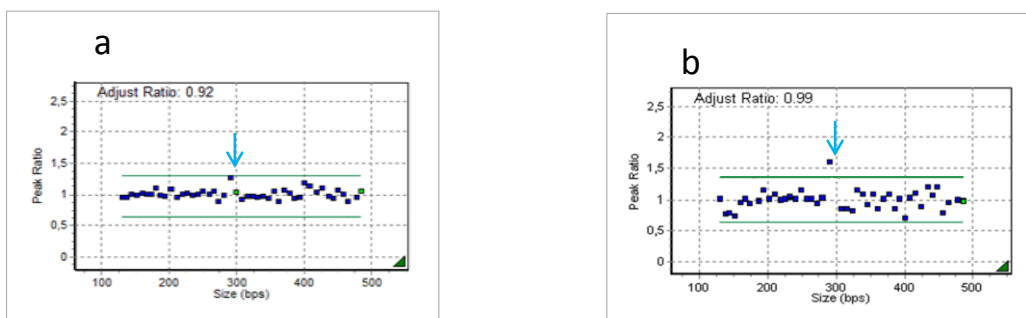 a
Adjust Ratio: 0.92
2,5
2
1,5
1
0,5
0
Peak Ratio
100 200 300 400 500
Size (bps)
b
Adjust Ratio: 0.99
2,5
2
1,5
1
0,5
0
Peak Ratio
100 200 300 400 500
Size (bps)